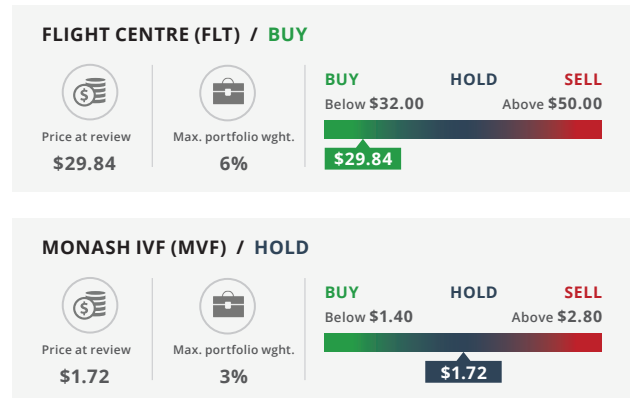 FLIGHT CENTRE (FLT) / BUY
BUY HOLD SELL
Below $32.00 Above $50.00
Price at review Max. portfolio wght.
$29.84 6% $29.84
MONASH IVF (MVF) / HOLD
BUY HOLD SELL
Below $1.40 Above $2.80
Price at review Max. portfolio wght.
$1.72 3% $1.72